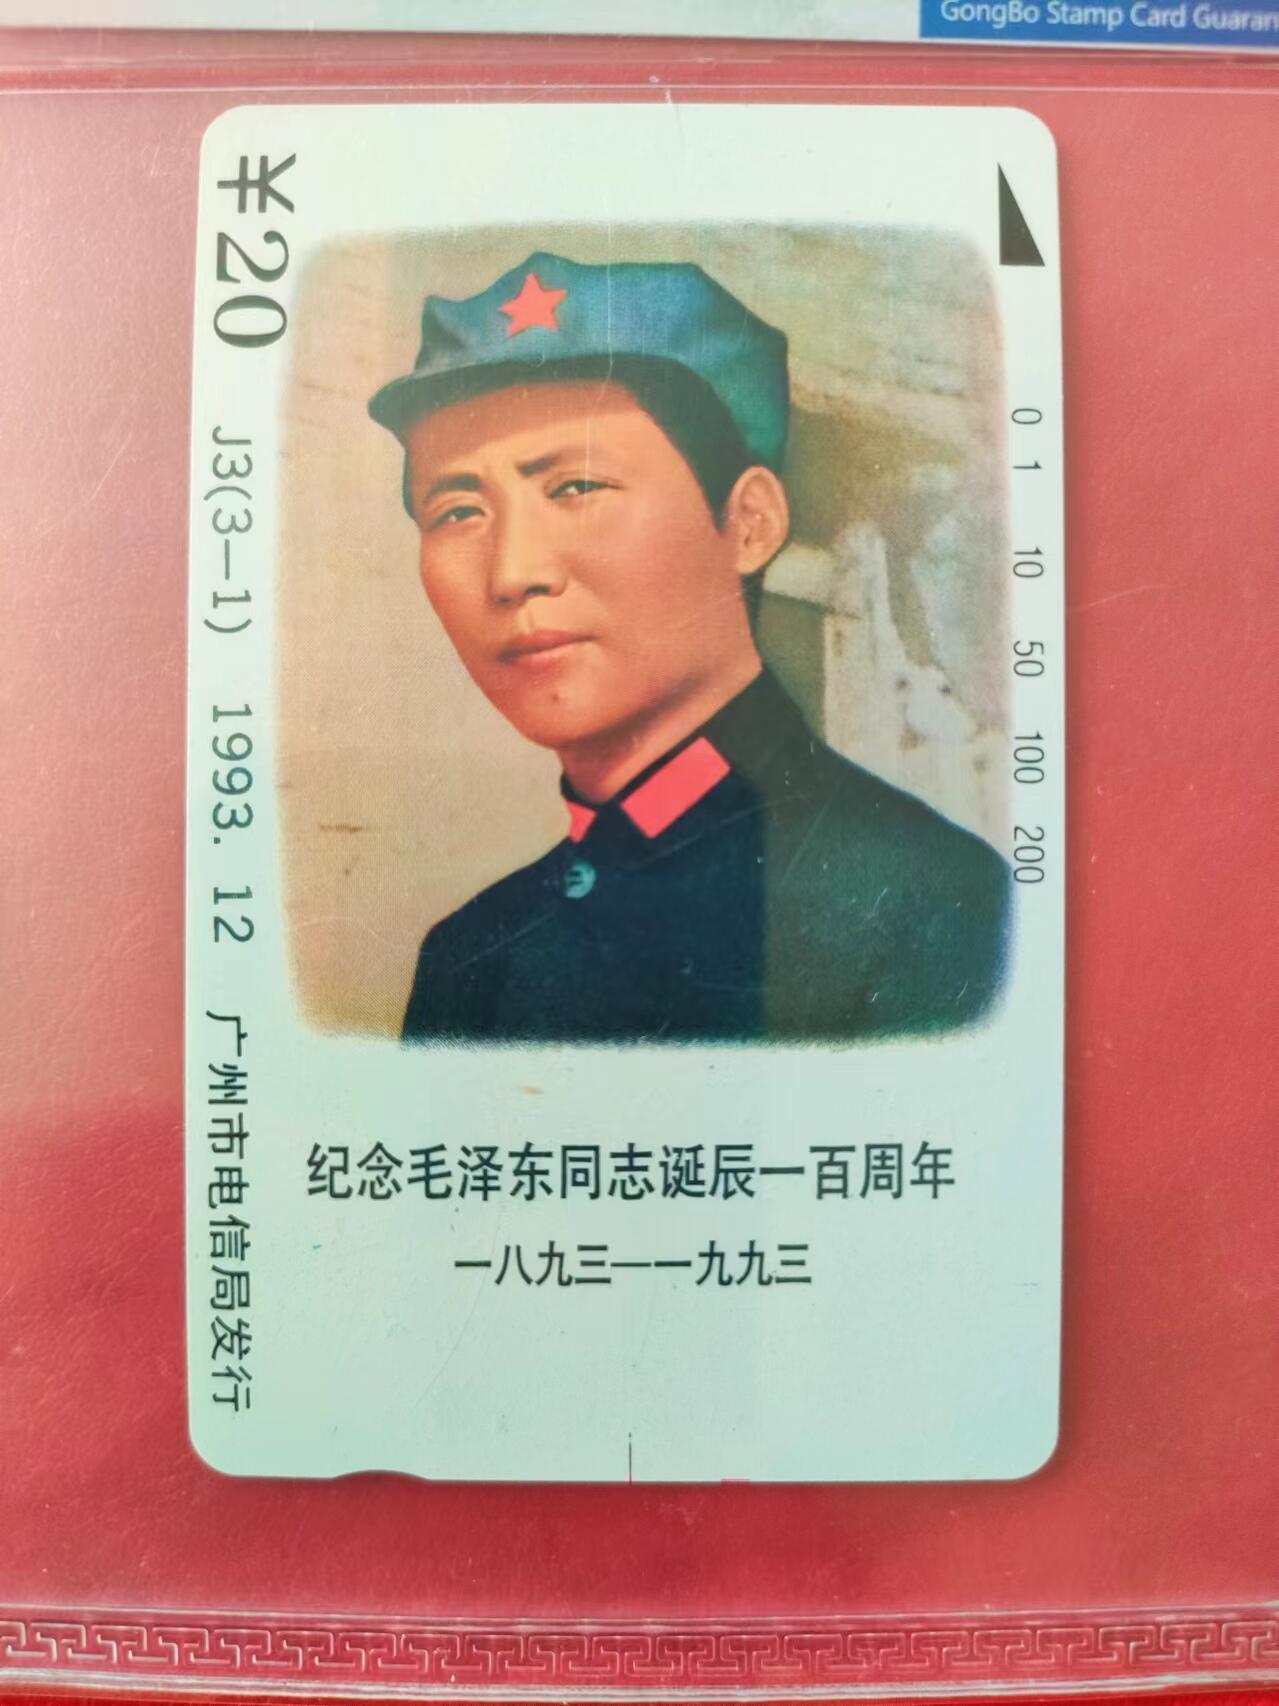 GongBo Stamp Card Guaran
¥20 J3(3—1) 1993.12 广州市电信局发行
0 1 10 50 100 200
纪念毛泽东同志诞辰一百周年
一八九三—一九九三